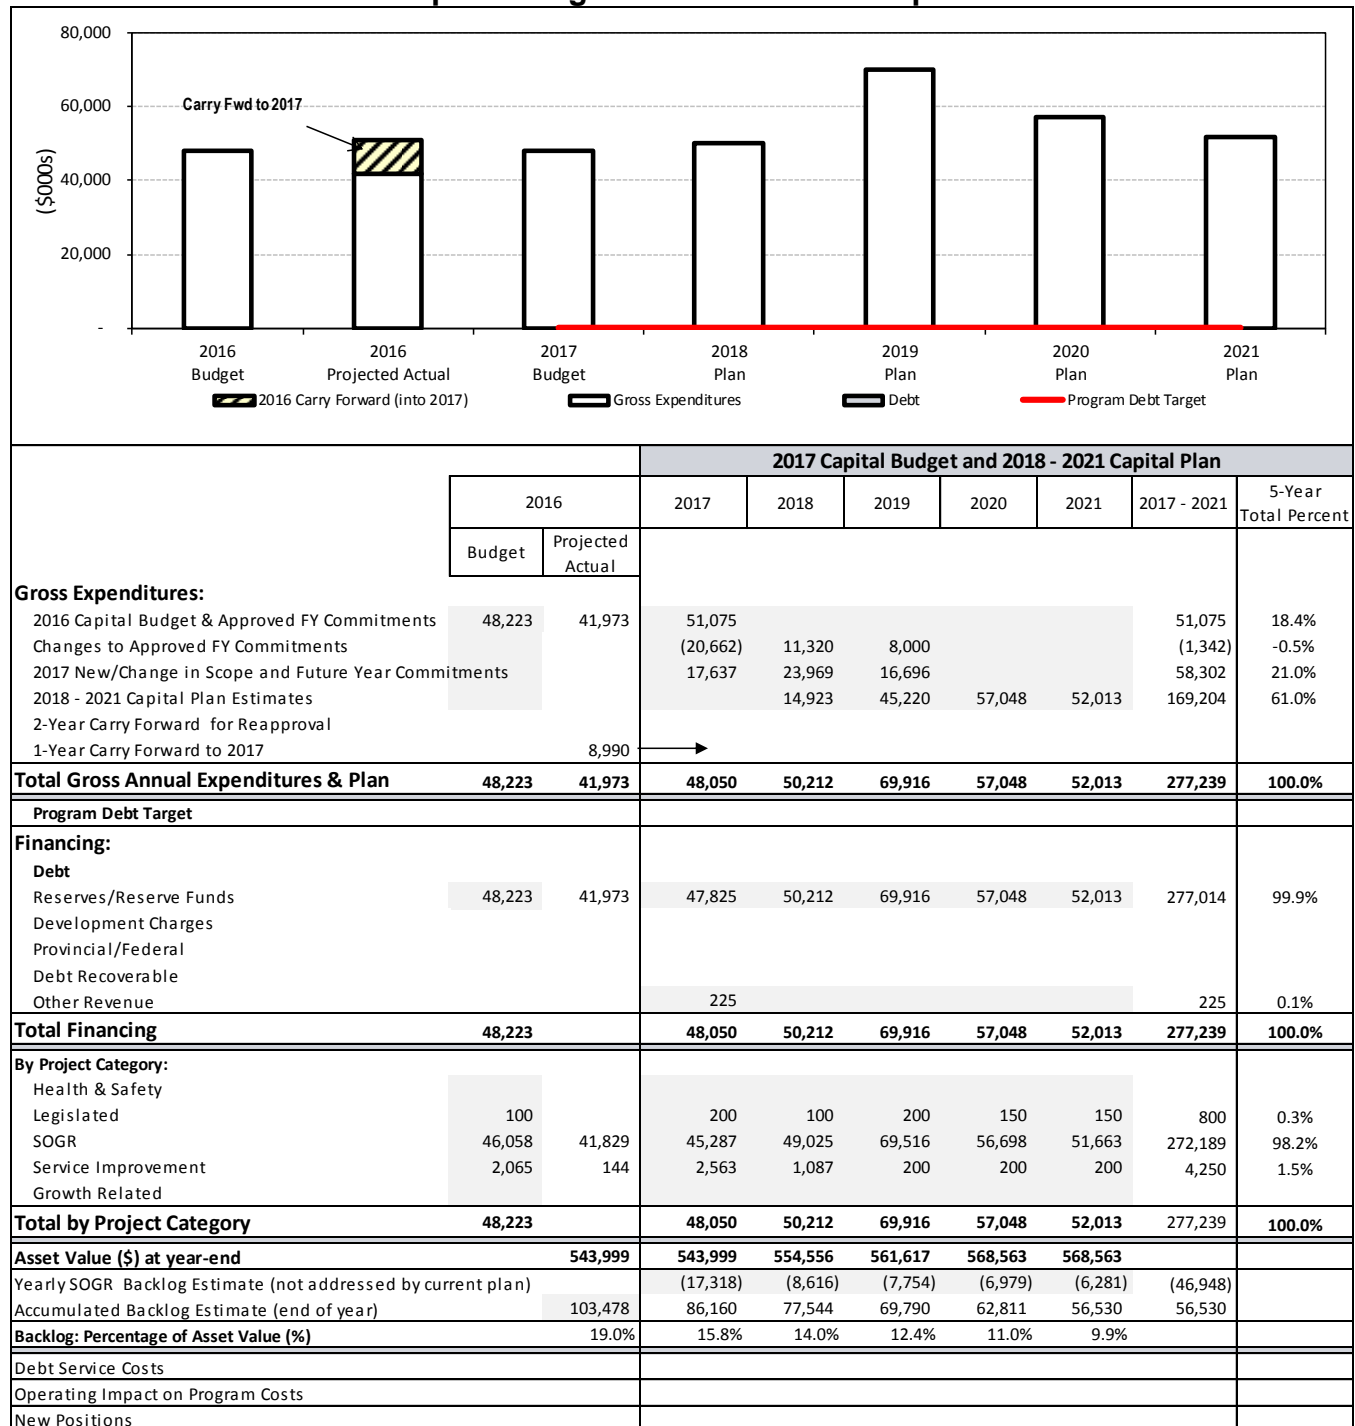 80,000
60,000
40,000
20,000
-
($000s)
Carry Fwd to 2017
2016 2016 2017 2018 2019 2020 2021
Budget Projected Actual Budget Plan Plan Plan Plan
2016 Carry Forward (into 2017) Gross Expenditures Debt Program Debt Target
2017 Capital Budget and 2018 - 2021 Capital Plan
2016 2017 2018 2019 2020 2021 2017 - 2021 5-Year Total Percent
Budget Projected Actual
Gross Expenditures:
2016 Capital Budget & Approved FY Commitments 48,223 41,973 51,075 51,075 18.4%
Changes to Approved FY Commitments (20,662) 11,320 8,000 (1,342) -0.5%
2017 New/Change in Scope and Future Year Commitments 17,637 23,969 16,696 58,302 21.0%
2018 - 2021 Capital Plan Estimates 14,923 45,220 57,048 52,013 169,204 61.0%
2-Year Carry Forward for Reapproval
1-Year Carry Forward to 2017 8,990
Total Gross Annual Expenditures & Plan 48,223 41,973 48,050 50,212 69,916 57,048 52,013 277,239 100.0%
Program Debt Target
Financing:
Debt
Reserves/Reserve Funds 48,223 41,973 47,825 50,212 69,916 57,048 52,013 277,014 99.9%
Development Charges
Provincial/Federal
Debt Recoverable
Other Revenue 225 225 0.1%
Total Financing 48,223 48,050 50,212 69,916 57,048 52,013 277,239 100.0%
By Project Category:
Health & Safety
Legislated 100 200 100 200 150 150 800 0.3%
SOGR 46,058 41,829 45,287 49,025 69,516 56,698 51,663 272,189 98.2%
Service Improvement 2,065 144 2,563 1,087 200 200 200 4,250 1.5%
Growth Related
Total by Project Category 48,223 48,050 50,212 69,916 57,048 52,013 277,239 100.0%
Asset Value ($) at year-end 543,999 543,999 554,556 561,617 568,563 568,563
Yearly SOGR Backlog Estimate (not addressed by current plan) (17,318) (8,616) (7,754) (6,979) (6,281) (46,948)
Accumulated Backlog Estimate (end of year) 103,478 86,160 77,544 69,790 62,811 56,530 56,530
Backlog: Percentage of Asset Value (%) 19.0% 15.8% 14.0% 12.4% 11.0% 9.9%
Debt Service Costs
Operating Impact on Program Costs
New Positions